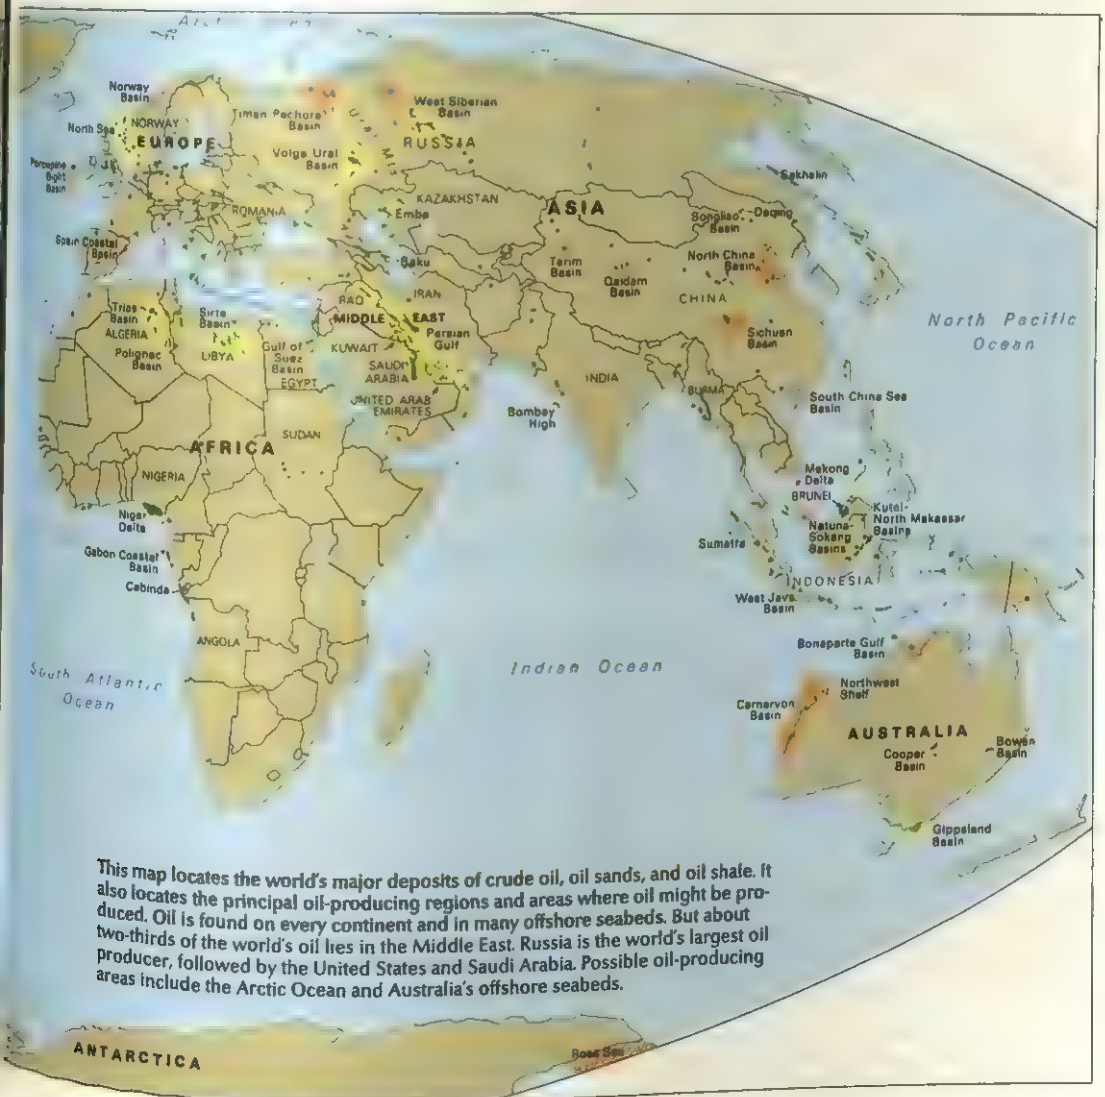 Norway
Basin
Timan Pechora
Basin
West Siberian
Basin
North Sea
NORWAY
EUROPE
RUSSIA
Volga Ural
Basin
Porcupine
Bight
Basin
Sakhalin
KAZAKHSTAN
ASIA
ROMANIA
Emba
Songliao
Basin
Daqing
Spain Coastal
Basin
Baku
Tarim
Basin
Qaidam
Basin
North China
Basin
CHINA
IRAN
MIDDLE EAST
Trias
Basin
Sirte
Basin
ALGERIA
Polignac
Basin
LIBYA
Gulf of
Suez
Basin
EGYPT
KUWAIT
Persian
Gulf
SAUDI
ARABIA
UNITED ARAB
EMIRATES
Sichuan
Basin
North Pacific
Ocean
INDIA
BURMA
Bombay
High
South China Sea
Basin
AFRICA
SUDAN
NIGERIA
Niger
Delta
Mekong
Delta
BRUNEI
Kutei-
North Makassar
Basins
Natuna-
Sokang
Basins
Sumatra
INDONESIA
West Java
Basin
Gabon Coastal
Basin
Cabinda
ANGOLA
South Atlantic
Ocean
Indian Ocean
Bonaparte Gulf
Basin
Northwest
Shelf
Carnarvon
Basin
AUSTRALIA
Cooper
Basin
Bowen
Basin
Gippsland
Basin
This map locates the world's major deposits of crude oil, oil sands, and oil shale. It
also locates the principal oil-producing regions and areas where oil might be pro-
duced. Oil is found on every continent and in many offshore seabeds. But about
two-thirds of the world's oil lies in the Middle East. Russia is the world's largest oil
producer, followed by the United States and Saudi Arabia. Possible oil-producing
areas include the Arctic Ocean and Australia's offshore seabeds.
ANTARCTICA
Ross Sea